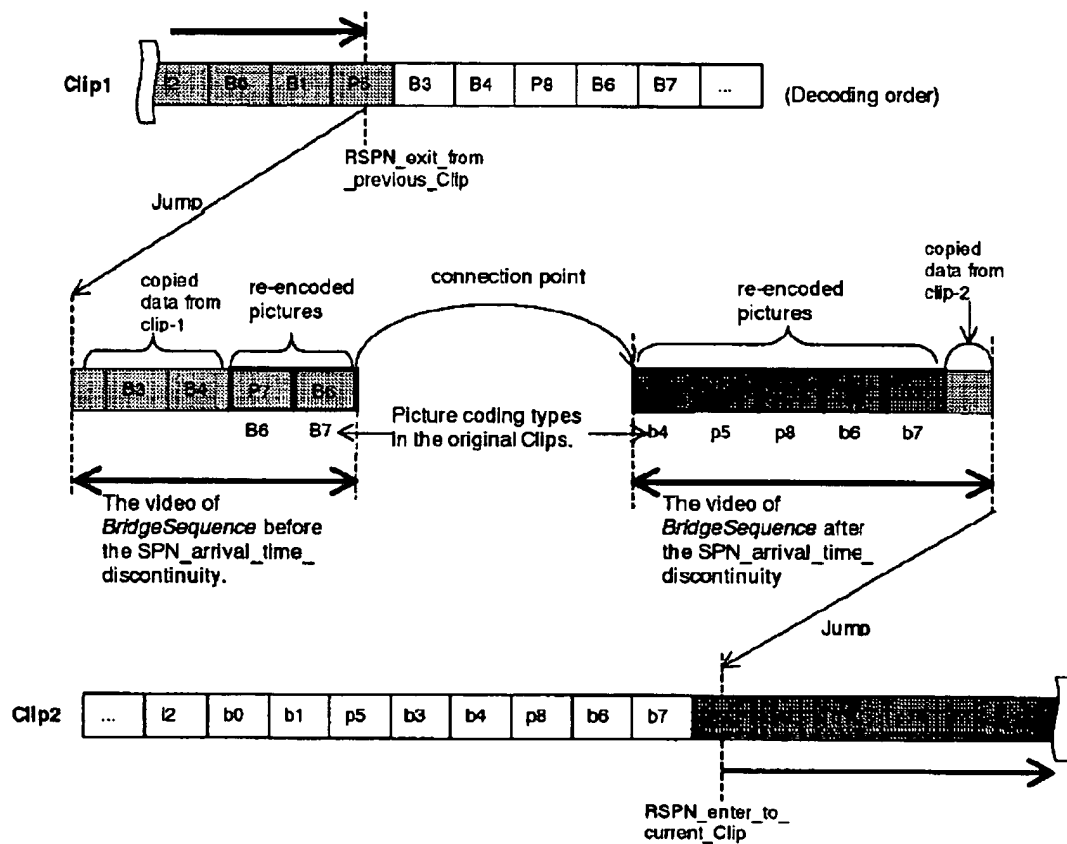 Clip1
I2 B0 B1 P5 B3 B4 P8 B6 B7 ...
(Decoding order)
RSPN_exit_from
_previous_Clip
Jump
copied
data from
clip-1
re-encoded
pictures
connection point
re-encoded
pictures
copied
data from
clip-2
B3 B4 P7 B6
B6 B7
Picture coding types
in the original Clips.
b4 p5 p8 b6 b7
The video of
BridgeSequence before
the SPN_arrival_time_
discontinuity.
The video of
BridgeSequence after
the SPN_arrival_time_
discontinuity
Jump
Clip2
... i2 b0 b1 p5 b3 b4 p8 b6 b7
RSPN_enter_to_
current_Clip